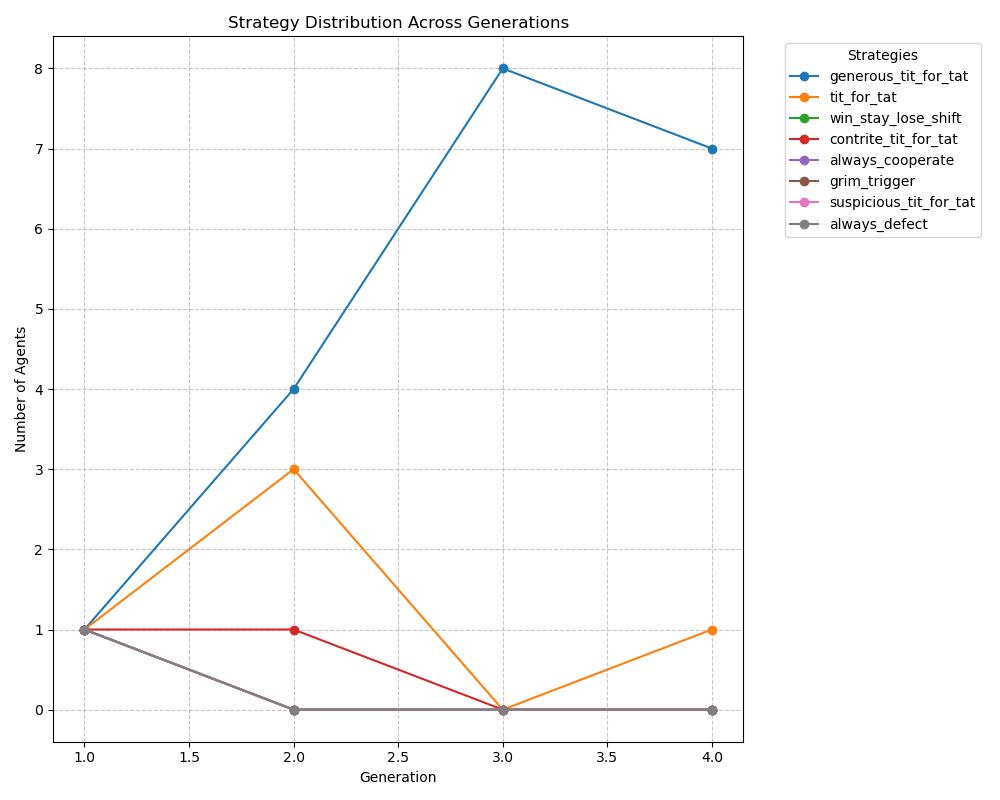 Strategy Distribution Across Generations
Number of Agents
8
7
6
5
4
3
2
1
0
1.0 1.5 2.0 2.5 3.0 3.5 4.0
Generation
Strategies
generous_tit_for_tat
tit_for_tat
win_stay_lose_shift
contrite_tit_for_tat
always_cooperate
grim_trigger
suspicious_tit_for_tat
always_defect